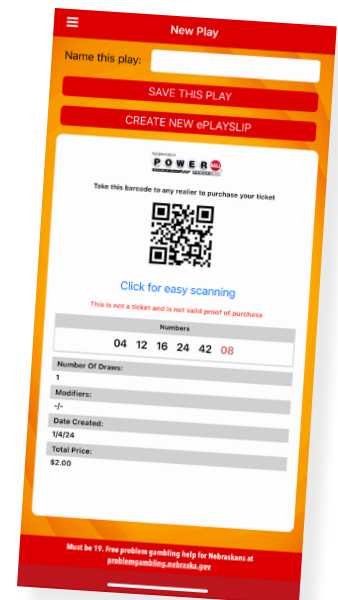 New Play
Name this play:
SAVE THIS PLAY
CREATE NEW ePLAYSLIP
NEBRASKA
POWERBALL
Take this barcode to any realier to purchase your ticket
Click for easy scanning
This is not a ticket and is not valid proof of purchase
Numbers
04 12 16 24 42 08
Number Of Draws:
1
Modifiers:
-/-
Date Created:
1/4/24
Total Price:
$2.00
Must be 19. Free problem gambling help for Nebraskans at
problemgambling.nebraska.gov